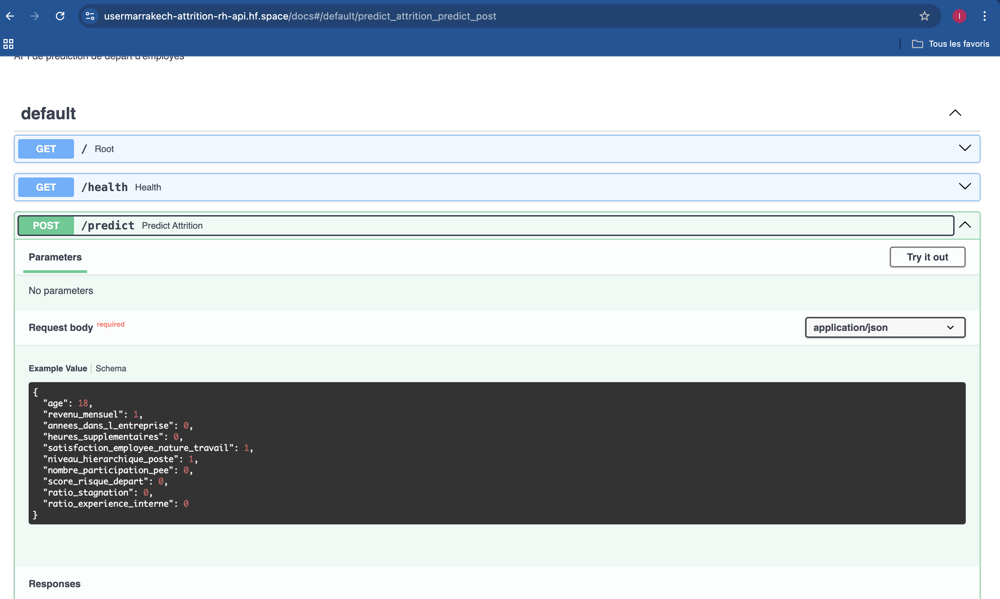 usermarrakech-attrition-rh-api.hf.space/docs#/default/predict_attrition_predict_post
I
Tous les favoris
API de prédiction de départ d'employés
default
GET / Root
GET /health Health
POST /predict Predict Attrition
Parameters
Try it out
No parameters
Request body required
application/json
Example Value Schema
{
"age": 18,
"revenu_mensuel": 1,
"annees_dans_l_entreprise": 0,
"heures_supplementaires": 0,
"satisfaction_employee_nature_travail": 1,
"niveau_hierarchique_poste": 1,
"nombre_participation_pee": 0,
"score_risque_depart": 0,
"ratio_stagnation": 0,
"ratio_experience_interne": 0
}
Responses